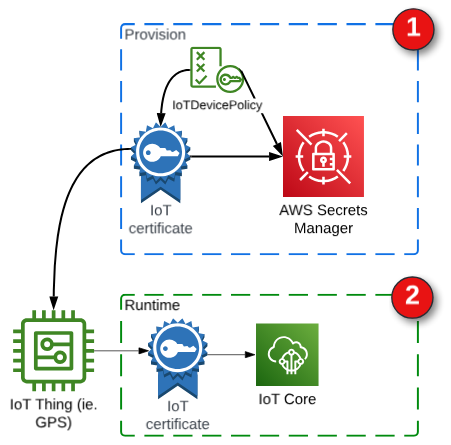 1
Provision
IoTDevicePolicy
IoT
certificate
AWS Secrets
Manager
2
Runtime
IoT Thing (ie.
GPS)
IoT
certificate
IoT Core